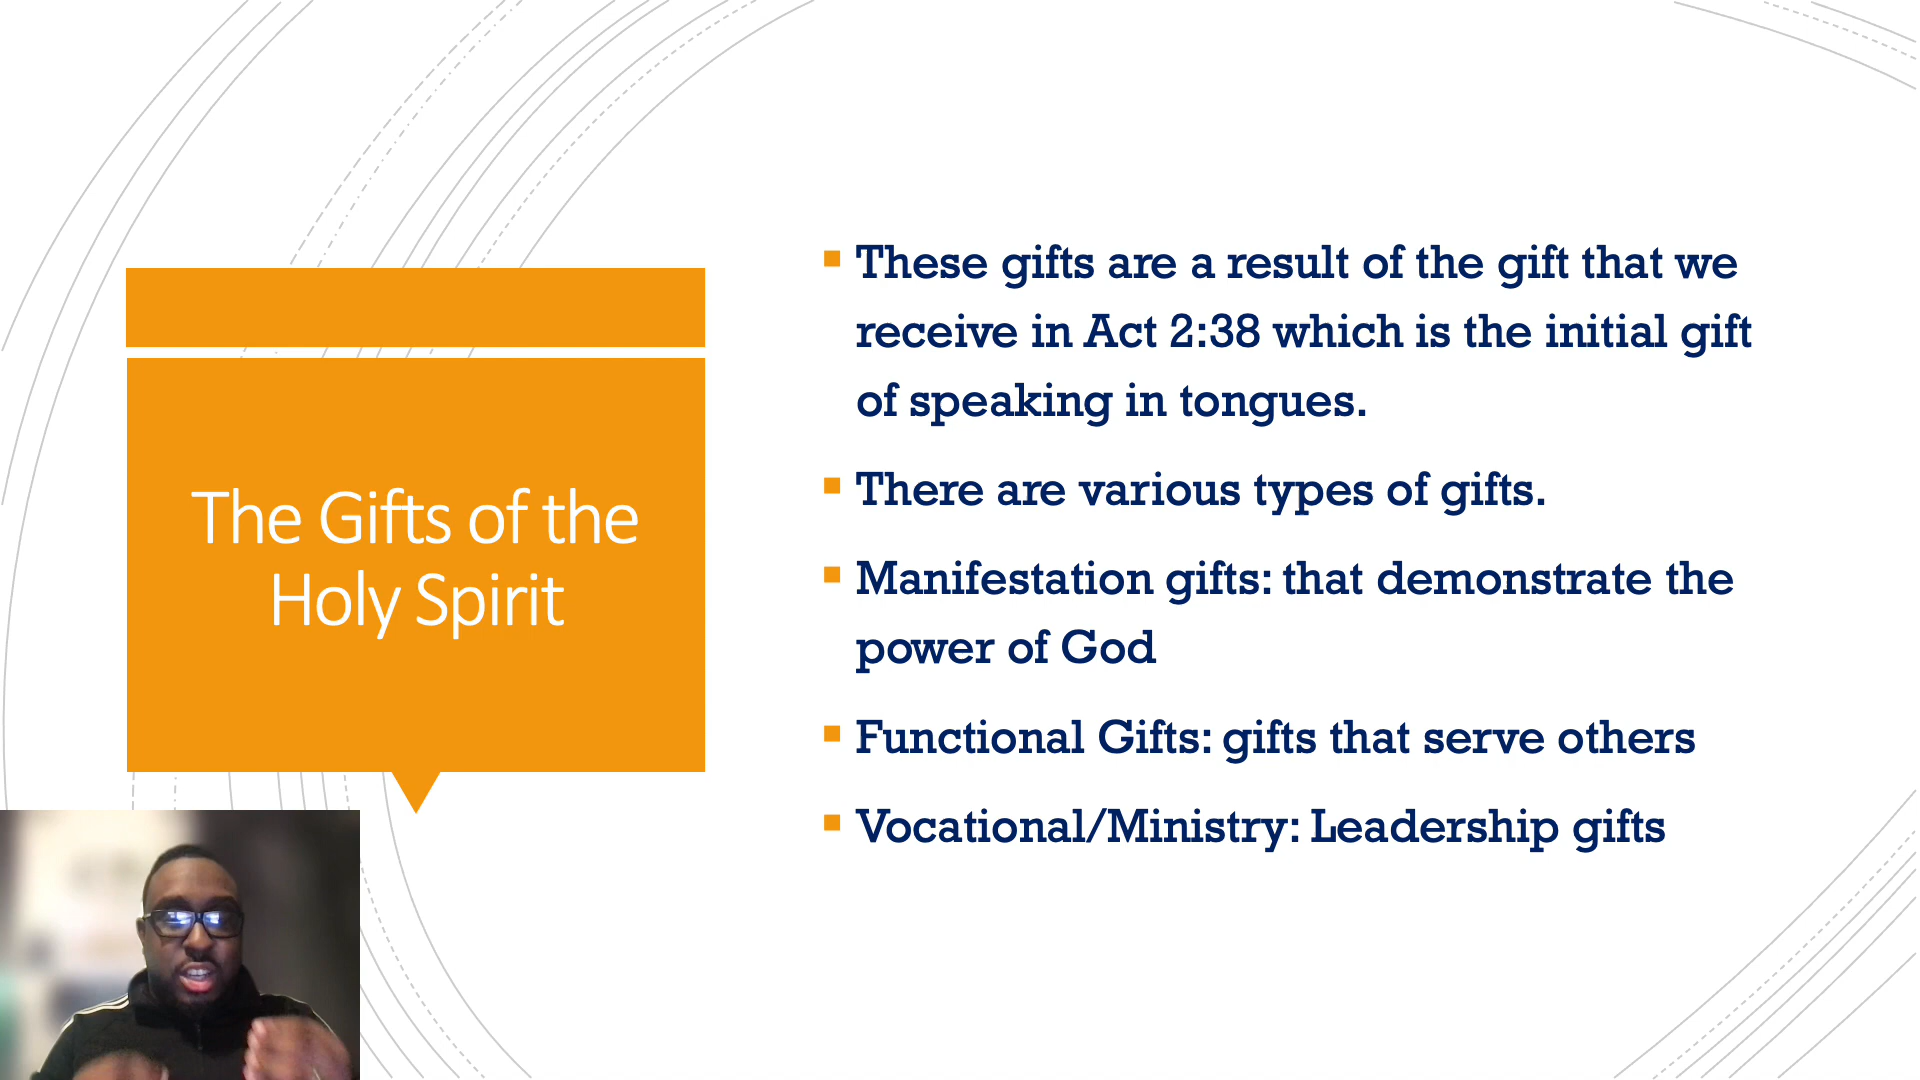 The Gifts of the
Holy Spirit
These gifts are a result of the gift that we
receive in Act 2:38 which is the initial gift
of speaking in tongues.
There are various types of gifts.
Manifestation gifts: that demonstrate the
power of God
Functional Gifts: gifts that serve others
Vocational/Ministry: Leadership gifts